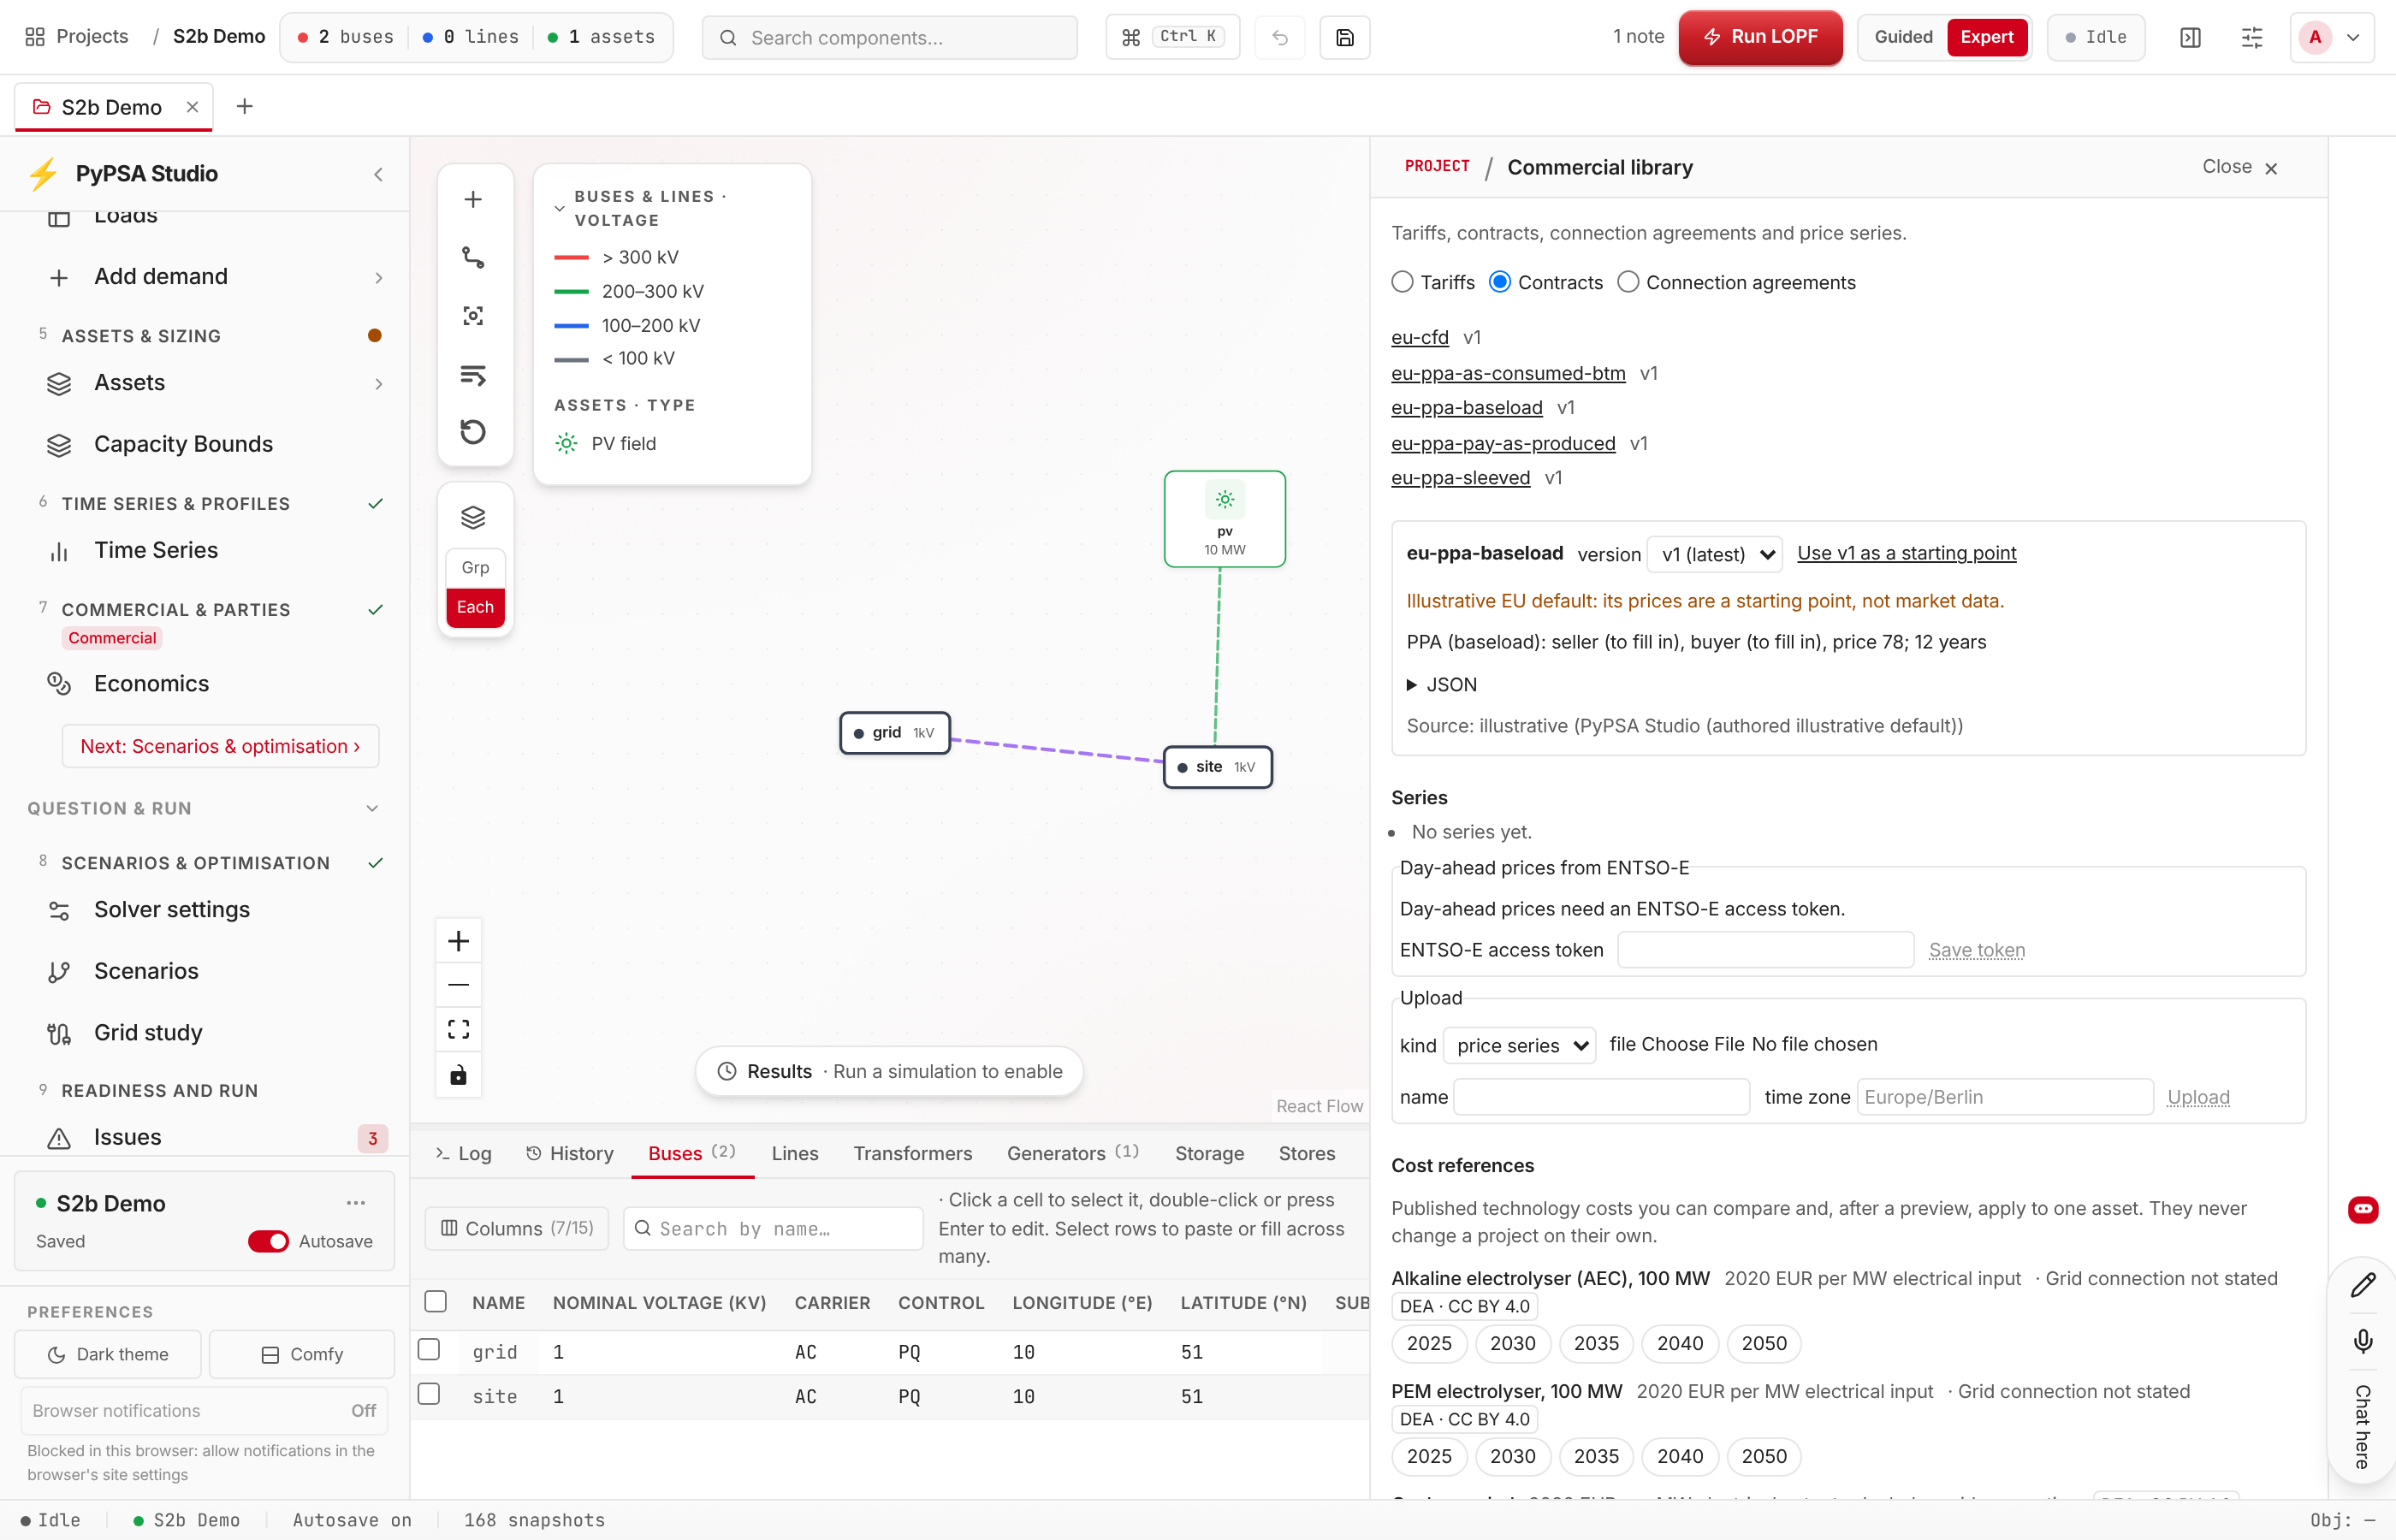 Projects / S2b Demo
2 buses 0 lines 1 assets
Search components...
Ctrl K
1 note
Run LOPF
Guided Expert
Idle
A
S2b Demo
PyPSA Studio
Loads
Add demand
5 ASSETS & SIZING
Assets
Capacity Bounds
6 TIME SERIES & PROFILES
Time Series
7 COMMERCIAL & PARTIES
Commercial
Economics
Next: Scenarios & optimisation ›
QUESTION & RUN
8 SCENARIOS & OPTIMISATION
Solver settings
Scenarios
Grid study
9 READINESS AND RUN
Issues 3
S2b Demo
Saved Autosave
PREFERENCES
Dark theme Comfy
Browser notifications Off
Blocked in this browser: allow notifications in the
browser's site settings
Grp
Each
BUSES & LINES ·
VOLTAGE
> 300 kV
200–300 kV
100–200 kV
< 100 kV
ASSETS · TYPE
PV field
pv
10 MW
grid 1kV
site 1kV
Results · Run a simulation to enable
React Flow
Log History Buses (2) Lines Transformers Generators (1) Storage Stores
Columns (7/15)
Search by name…
· Click a cell to select it, double-click or press
Enter to edit. Select rows to paste or fill across
many.
NAME NOMINAL VOLTAGE (KV) CARRIER CONTROL LONGITUDE (°E) LATITUDE (°N) SUB
grid 1 AC PQ 10 51
site 1 AC PQ 10 51
PROJECT / Commercial library
Close
Tariffs, contracts, connection agreements and price series.
Tariffs Contracts Connection agreements
eu-cfd v1
eu-ppa-as-consumed-btm v1
eu-ppa-baseload v1
eu-ppa-pay-as-produced v1
eu-ppa-sleeved v1
eu-ppa-baseload version v1 (latest) Use v1 as a starting point
Illustrative EU default: its prices are a starting point, not market data.
PPA (baseload): seller (to fill in), buyer (to fill in), price 78; 12 years
JSON
Source: illustrative (PyPSA Studio (authored illustrative default))
Series
No series yet.
Day-ahead prices from ENTSO-E
Day-ahead prices need an ENTSO-E access token.
ENTSO-E access token Save token
Upload
kind price series file Choose File No file chosen
name time zone Europe/Berlin Upload
Cost references
Published technology costs you can compare and, after a preview, apply to one asset. They never
change a project on their own.
Alkaline electrolyser (AEC), 100 MW 2020 EUR per MW electrical input · Grid connection not stated
DEA · CC BY 4.0
2025 2030 2035 2040 2050
PEM electrolyser, 100 MW 2020 EUR per MW electrical input · Grid connection not stated
DEA · CC BY 4.0
2025 2030 2035 2040 2050
Chat here
Idle S2b Demo Autosave on 168 snapshots
Obj: —